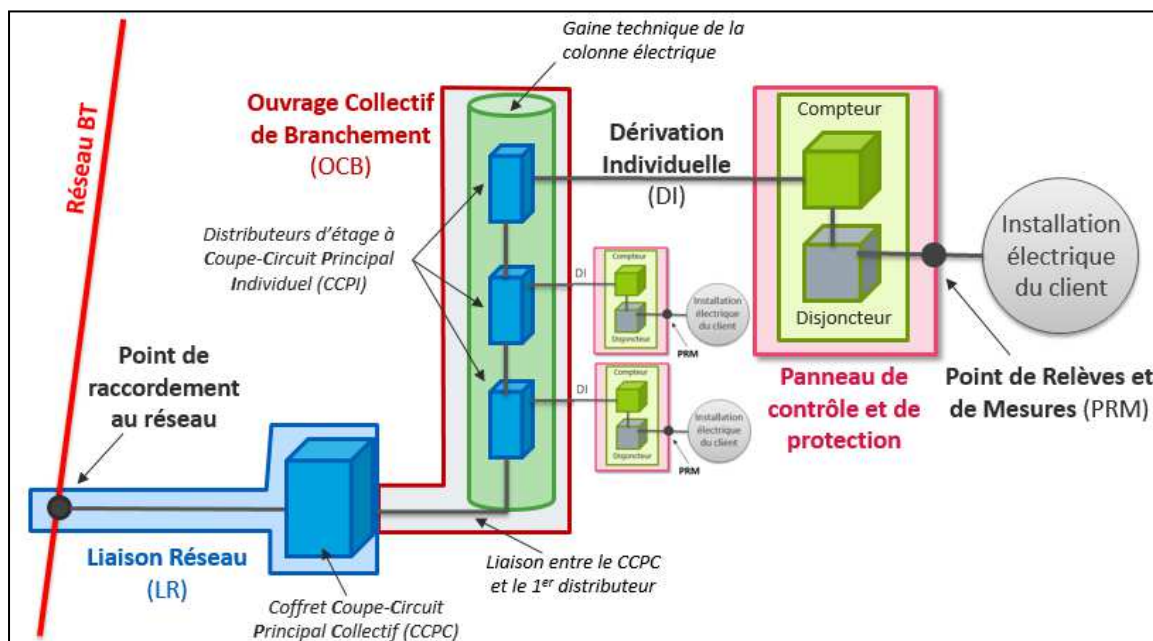 Gaine technique de la
colonne électrique
Réseau BT
Ouvrage Collectif
de Branchement
(OCB)
Distributeurs d'étage à
Coupe-Circuit Principal
Individuel (CCPI)
Dérivation
Individuelle
(DI)
Compteur
Disjoncteur
Installation
électrique
du client
DI
Compteur
Disjoncteur
PRM
Installation
électrique
du client
DI
Compteur
Disjoncteur
PRM
Installation
électrique
du client
Panneau de
contrôle et de
protection
Point de Relèves et
de Mesures (PRM)
Point de
raccordement
au réseau
Liaison Réseau
(LR)
Coffret Coupe-Circuit
Principal Collectif (CCPC)
Liaison entre le CCPC
et le 1er distributeur